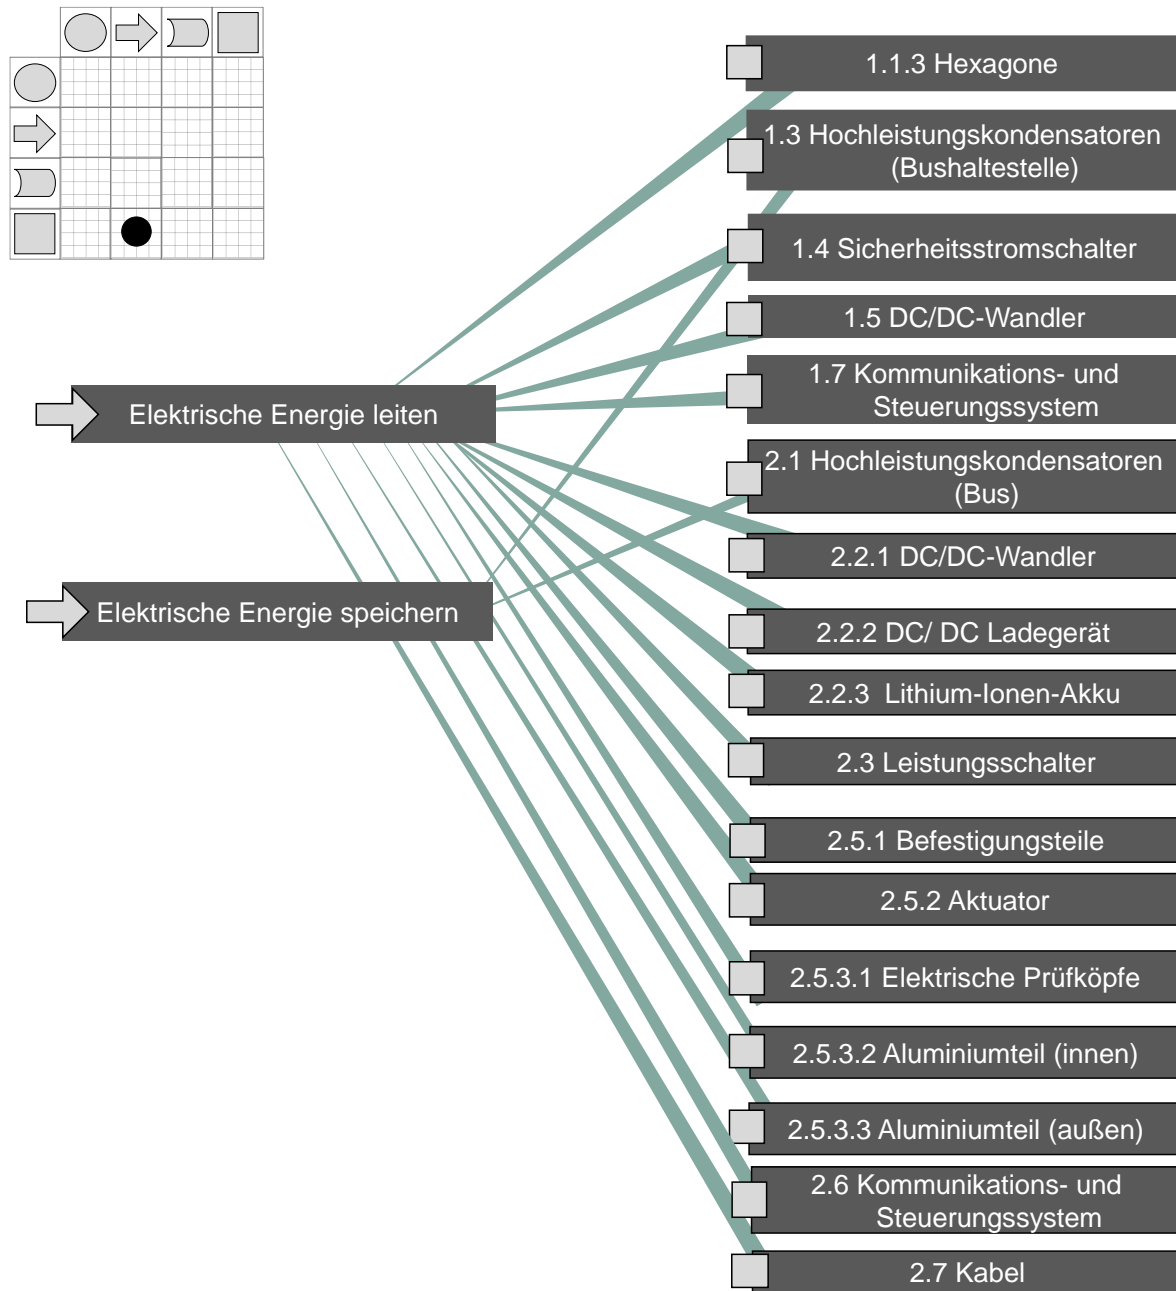 1.1.3 Hexagone
1.3 Hochleistungskondensatoren
(Bushaltestelle)
1.4 Sicherheitsstromschalter
1.5 DC/DC-Wandler
1.7 Kommunikations- und
Steuerungssystem
Elektrische Energie leiten
2.1 Hochleistungskondensatoren
(Bus)
2.2.1 DC/DC-Wandler
Elektrische Energie speichern
2.2.2 DC/ DC Ladegerät
2.2.3 Lithium-Ionen-Akku
2.3 Leistungsschalter
2.5.1 Befestigungsteile
2.5.2 Aktuator
2.5.3.1 Elektrische Prüfköpfe
2.5.3.2 Aluminiumteil (innen)
2.5.3.3 Aluminiumteil (außen)
2.6 Kommunikations- und
Steuerungssystem
2.7 Kabel